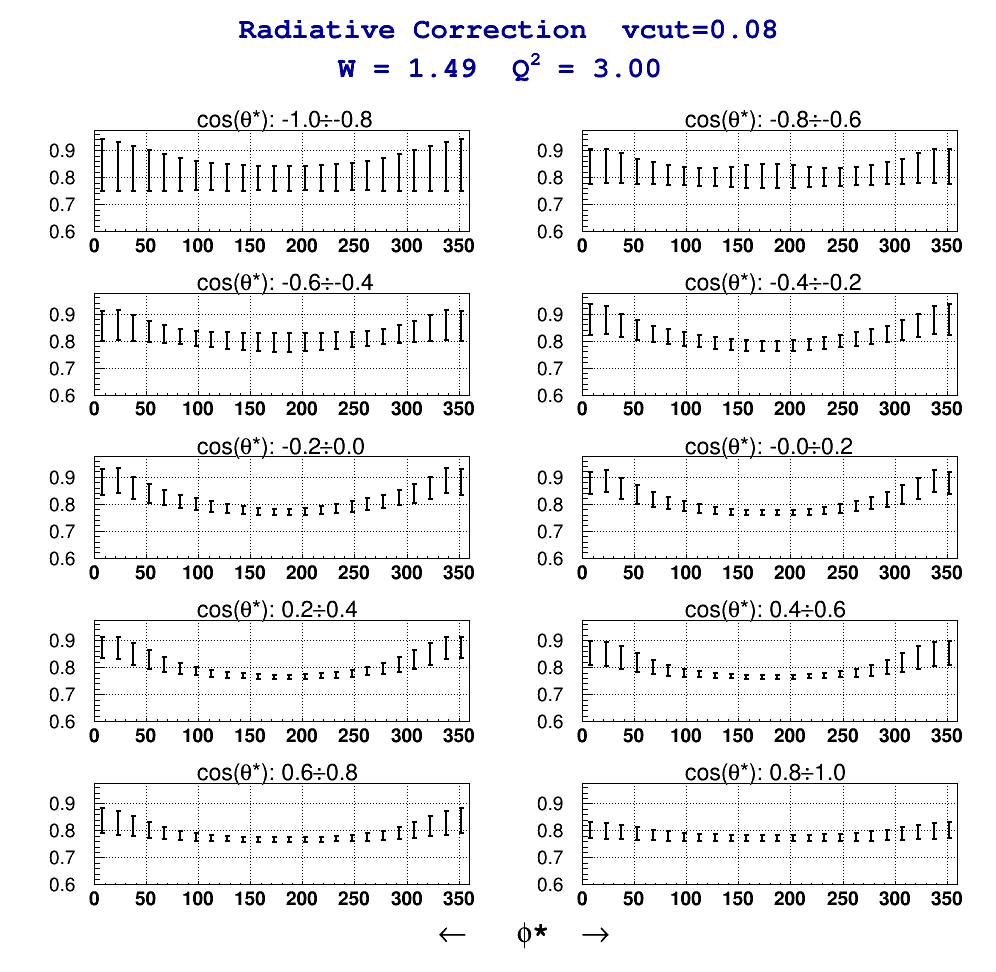 Radiative Correction vcut=0.08
W = 1.49 Q² = 3.00
cos(θ*): -1.0÷-0.8
0.9
0.8
0.7
0.6
0 50 100 150 200 250 300 350
cos(θ*): -0.8÷-0.6
0.9
0.8
0.7
0.6
0 50 100 150 200 250 300 350
cos(θ*): -0.6÷-0.4
0.9
0.8
0.7
0.6
0 50 100 150 200 250 300 350
cos(θ*): -0.4÷-0.2
0.9
0.8
0.7
0.6
0 50 100 150 200 250 300 350
cos(θ*): -0.2÷0.0
0.9
0.8
0.7
0.6
0 50 100 150 200 250 300 350
cos(θ*): -0.0÷0.2
0.9
0.8
0.7
0.6
0 50 100 150 200 250 300 350
cos(θ*): 0.2÷0.4
0.9
0.8
0.7
0.6
0 50 100 150 200 250 300 350
cos(θ*): 0.4÷0.6
0.9
0.8
0.7
0.6
0 50 100 150 200 250 300 350
cos(θ*): 0.6÷0.8
0.9
0.8
0.7
0.6
0 50 100 150 200 250 300 350
cos(θ*): 0.8÷1.0
0.9
0.8
0.7
0.6
0 50 100 150 200 250 300 350
← ϕ* →